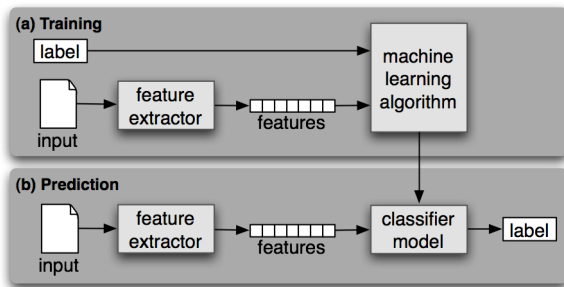 (a) Training
label
machine
learning
algorithm
feature
extractor
features
input
(b) Prediction
feature
extractor
features
classifier
model
label
input